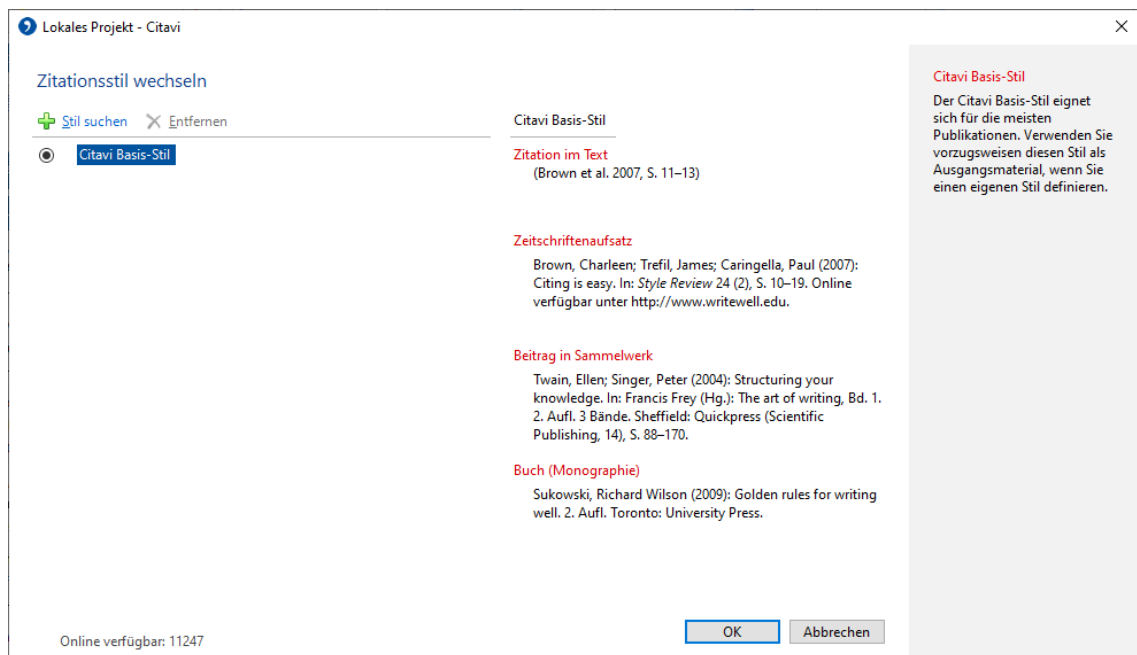 Lokales Projekt - Citavi
Zitationsstil wechseln
Stil suchen
Entfernen
Citavi Basis-Stil
Citavi Basis-Stil
Zitation im Text
(Brown et al. 2007, S. 11–13)
Zeitschriftenaufsatz
Brown, Charleen; Trefil, James; Caringella, Paul (2007):
Citing is easy. In: Style Review 24 (2), S. 10–19. Online
verfügbar unter http://www.writewell.edu.
Beitrag in Sammelwerk
Twain, Ellen; Singer, Peter (2004): Structuring your
knowledge. In: Francis Frey (Hg.): The art of writing, Bd. 1.
2. Aufl. 3 Bände. Sheffield: Quickpress (Scientific
Publishing, 14), S. 88–170.
Buch (Monographie)
Sukowski, Richard Wilson (2009): Golden rules for writing
well. 2. Aufl. Toronto: University Press.
Citavi Basis-Stil
Der Citavi Basis-Stil eignet
sich für die meisten
Publikationen. Verwenden Sie
vorzugsweisen diesen Stil als
Ausgangsmaterial, wenn Sie
einen eigenen Stil definieren.
Online verfügbar: 11247
OK
Abbrechen